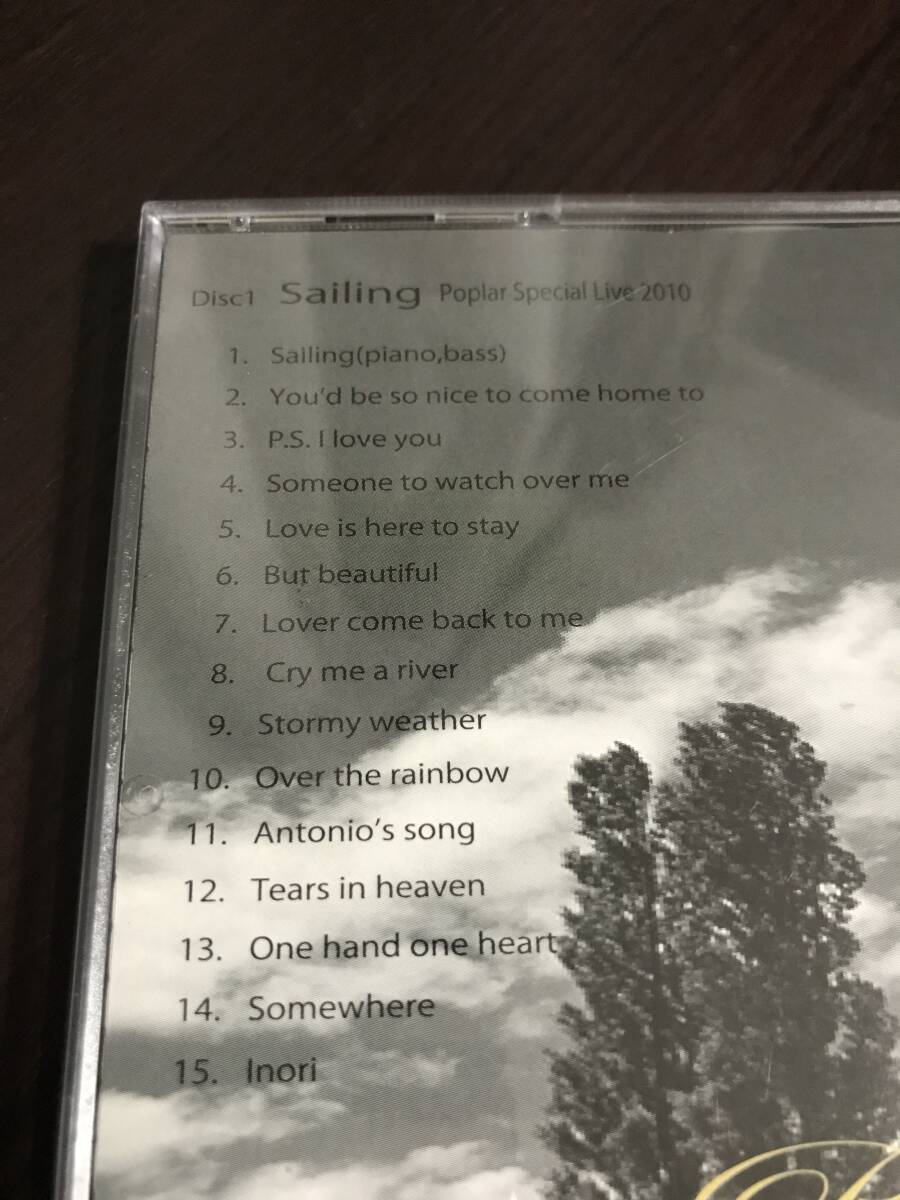 Disc1 Sailing Poplar Special Live 2010
1. Sailing(piano,bass)
2. You'd be so nice to come home to
3. P.S. I love you
4. Someone to watch over me
5. Love is here to stay
6. But beautiful
7. Lover come back to me
8. Cry me a river
9. Stormy weather
10. Over the rainbow
11. Antonio's song
12. Tears in heaven
13. One hand one heart
14. Somewhere
15. Inori